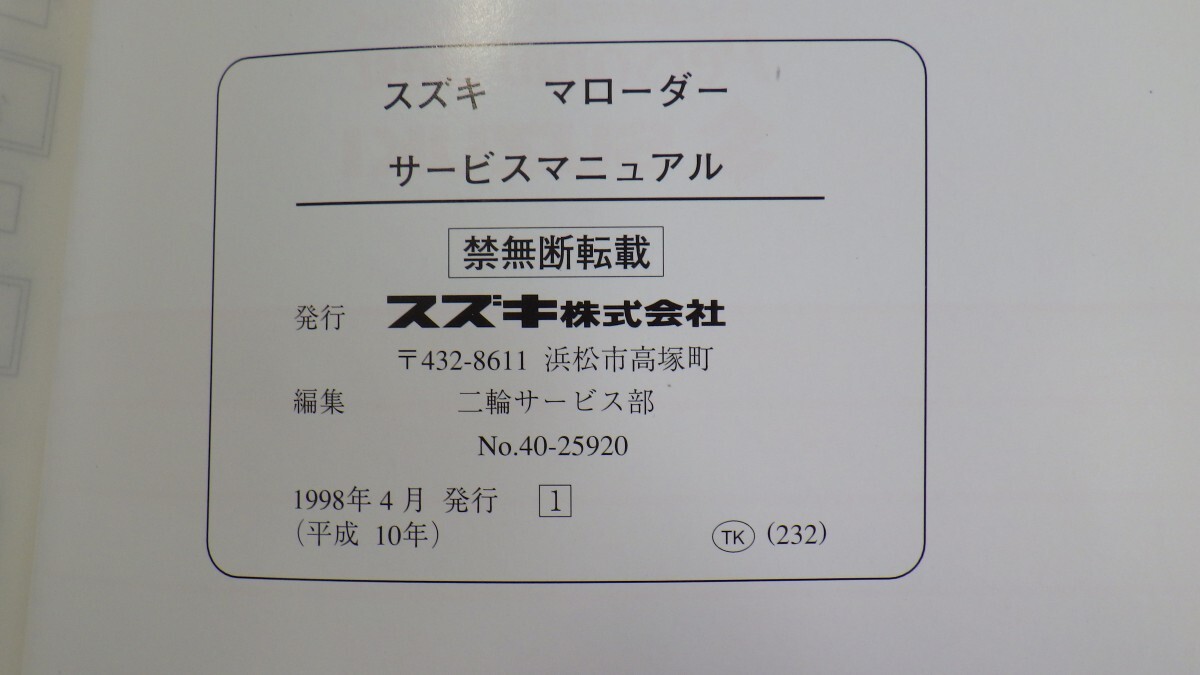 スズキ マローダー
サービスマニュアル
禁無断転載
発行 スズキ株式会社
〒432-8611 浜松市高塚町
編集 二輪サービス部
No.40-25920
1998年 4 月 発行 1
(平成 10年)
TK (232)